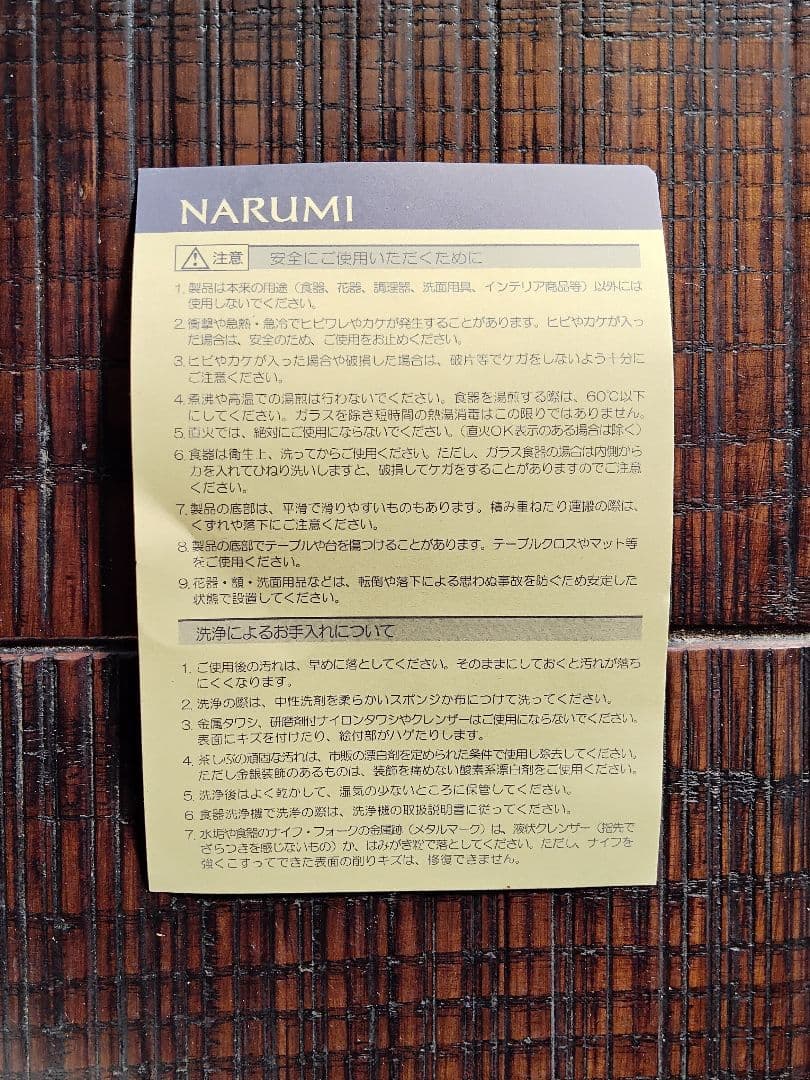 NARUMI
注意 安全にご使用いただくために
1. 製品は本来の用途（食器、花器、調理器、洗面用具、インテリア商品等）以外には
使用しないでください。
2. 衝撃や急熱・急冷でヒビワレやカケが発生することがあります。ヒビやカケが入っ
た場合は、安全のため、ご使用をお止めください。
3. ヒビやカケが入った場合や破損した場合は、破片等でケガをしないよう十分に
ご注意ください。
4. 煮沸や高温での湯煎は行わないでください。食器を湯煎する際は、60℃以下
にしてください。ガラスを除き短時間の熱湯消毒はこの限りではありません。
5. 直火では、絶対にご使用にならないでください。（直火OK表示のある場合は除く）
6. 食器は衛生上、洗ってからご使用ください。ただし、ガラス食器の場合は内側から
力を入れてひねり洗いしますと、破損してケガをすることがありますのでご注意
ください。
7. 製品の底部は、平滑で滑りやすいものもあります。積み重ねたり運搬の際は、
くずれや落下にご注意ください。
8. 製品の底部でテーブルや台を傷つけることがあります。テーブルクロスやマット等
をご使用ください。
9. 花器・額・洗面用品などは、転倒や落下による思わぬ事故を防ぐため安定した
状態で設置してください。
洗浄によるお手入れについて
1. ご使用後の汚れは、早めに落としてください。そのままにしておくと汚れが落ち
にくくなります。
2. 洗浄の際は、中性洗剤を柔らかいスポンジか布につけて洗ってください。
3. 金属タワシ、研磨剤付ナイロンタワシやクレンザーはご使用にならないでください。
表面にキズを付けたり、絵付部がハゲたりします。
4. 茶しぶの頑固な汚れは、市販の漂白剤を定められた条件で使用し除去してください。
ただし金銀装飾のあるものは、装飾を痛めない酸素系漂白剤をご使用ください。
5. 洗浄後はよく乾かして、湿気の少ないところに保管してください。
6 食器洗浄機で洗浄の際は、洗浄機の取扱説明書に従ってください。
7. 水垢や食器のナイフ・フォークの金属跡（メタルマーク）は、液状クレンザー（指先で
ざらつきを感じないもの）か、はみがき粉で落としてください。ただし、ナイフを
強くこすってできた表面の削りキズは、修復できません。